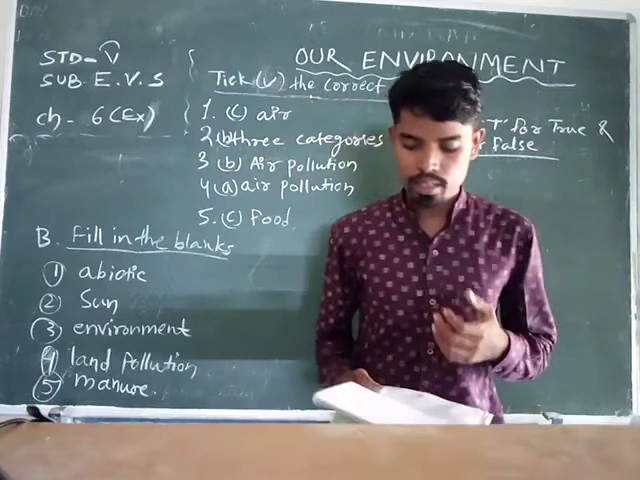 STD- V
SUB. E.V.S
ch- 6 (Ex)
OUR ENVIRONMENT
Tick (✓) the Correct
1. (c) air
2 (b) three categories
3 (b) Air pollution
4 (a) air pollution
5. (c) Food
'T' for True &
False
B. Fill in the blanks
① abiotic
② Sun
③ environment
④ land Pollution
⑤ manure